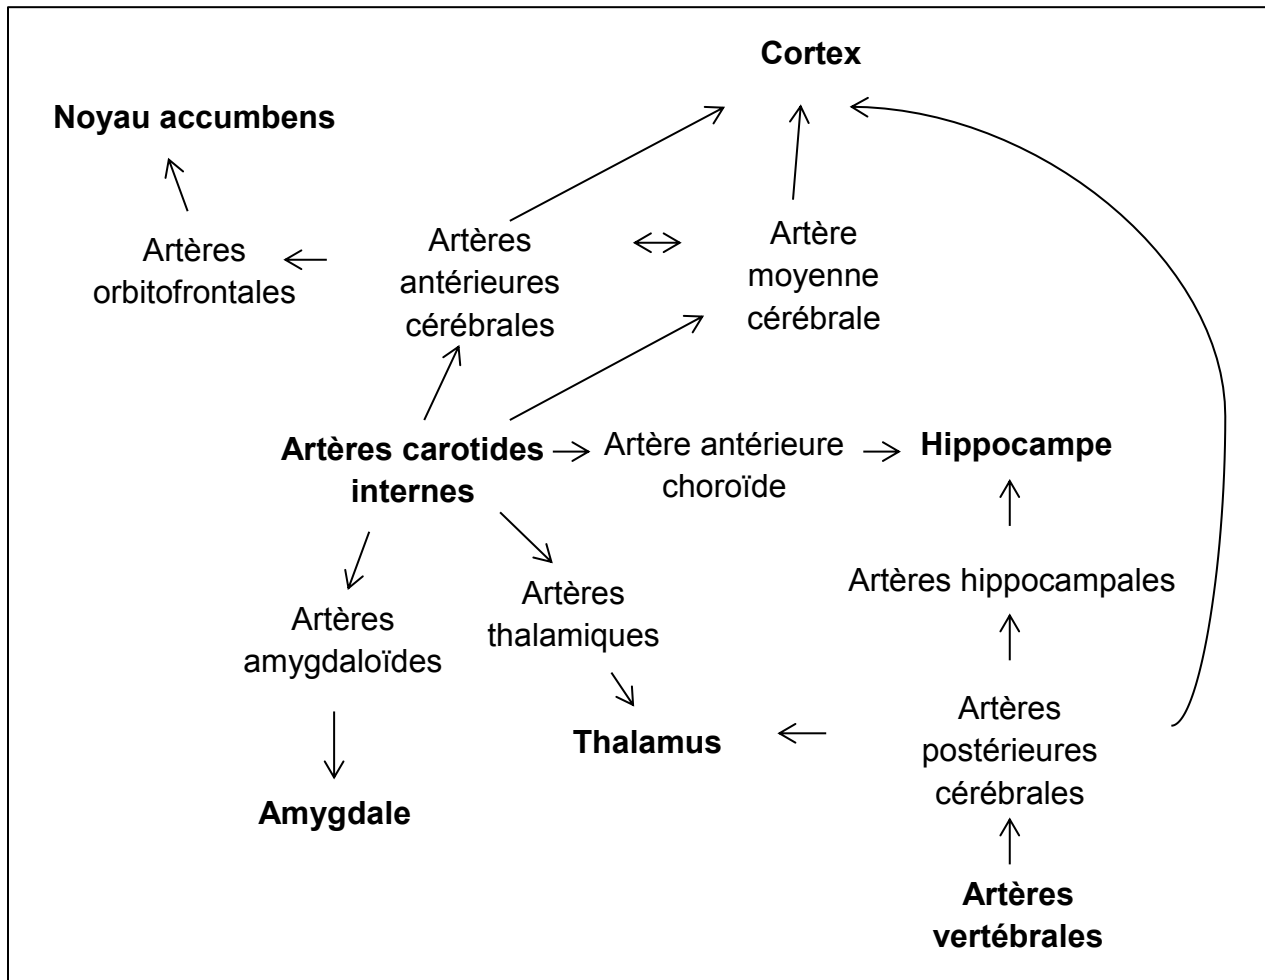 Cortex
Noyau accumbens
Artères
orbitofrontales
Artères
antérieures
cérébrales
Artère
moyenne
cérébrale
Artères carotides
internes
Artère antérieure
choroïde
Hippocampe
Artères hippocampales
Artères
amygdaloïdes
Artères
thalamiques
Thalamus
Artères
postérieures
cérébrales
Amygdale
Artères
vertébrales